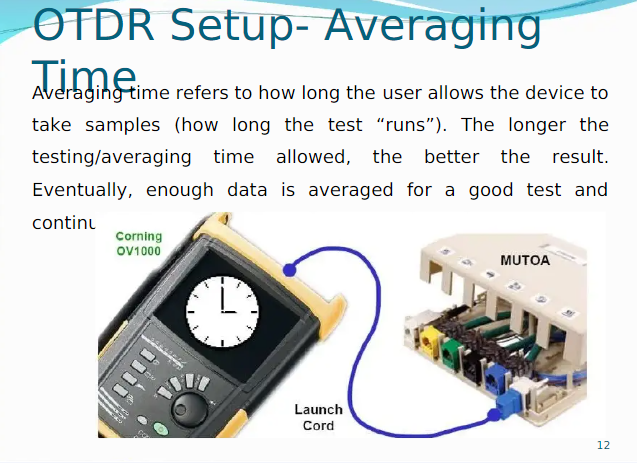 OTDR Setup- Averaging
Time
Averaging time refers to how long the user allows the device to
take samples (how long the test “runs”). The longer the
testing/averaging time allowed, the better the result.
Eventually, enough data is averaged for a good test and
Corning
OV1000
MUTOA
Launch
Cord
12